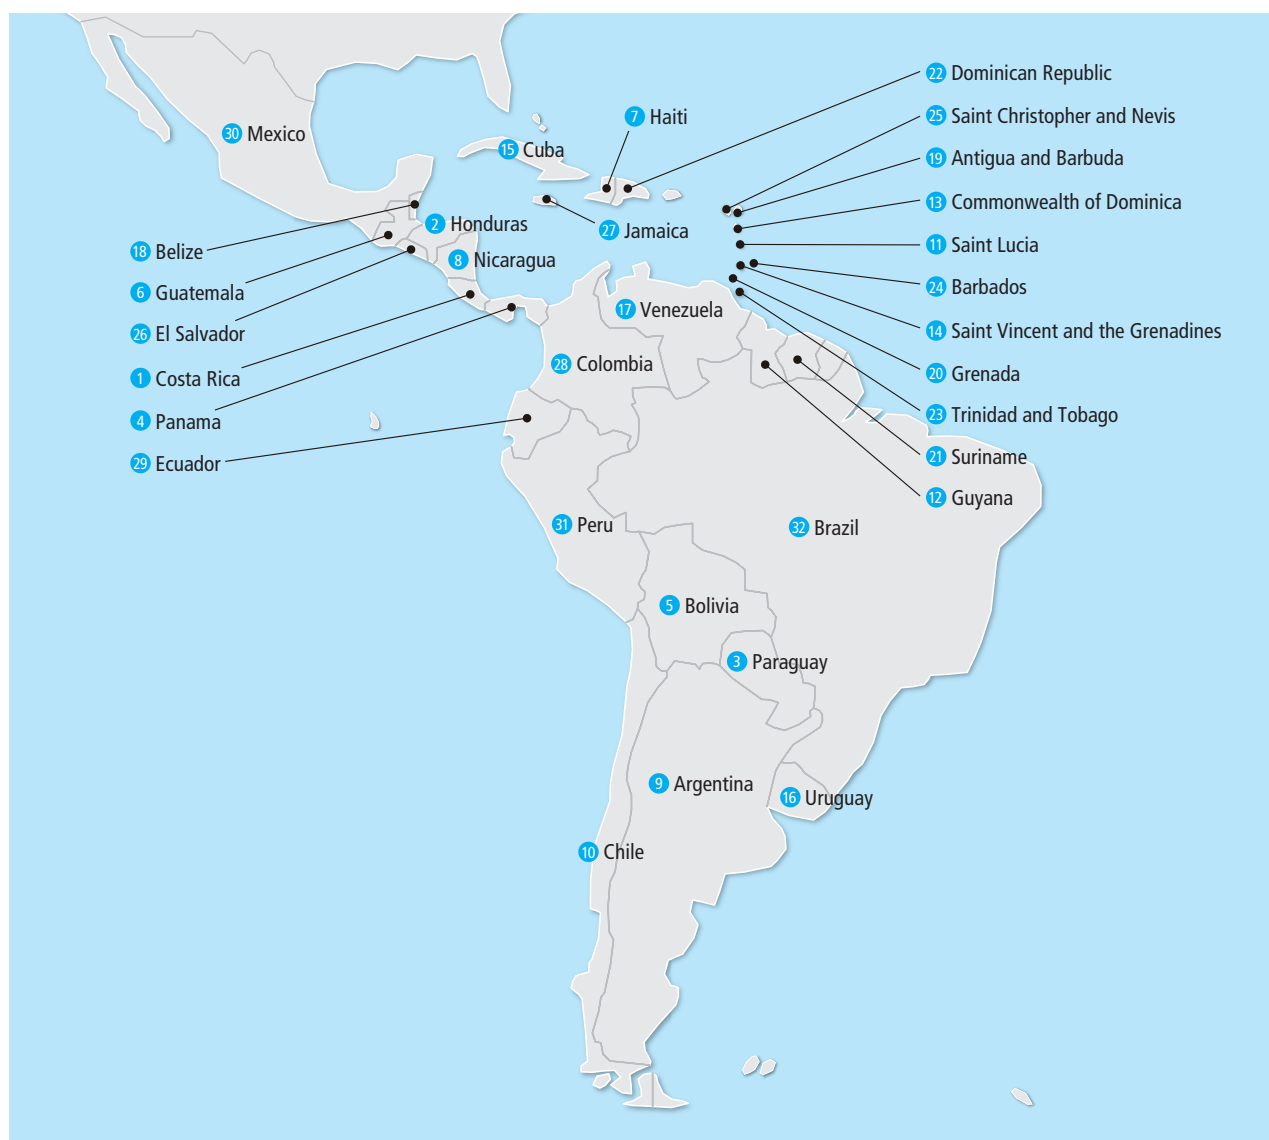 22 Dominican Republic
7 Haiti
25 Saint Christopher and Nevis
30 Mexico
15 Cuba
19 Antigua and Barbuda
13 Commonwealth of Dominica
2 Honduras
27 Jamaica
11 Saint Lucia
18 Belize
8 Nicaragua
24 Barbados
6 Guatemala
17 Venezuela
14 Saint Vincent and the Grenadines
26 El Salvador
28 Colombia
20 Grenada
1 Costa Rica
23 Trinidad and Tobago
4 Panama
21 Suriname
29 Ecuador
12 Guyana
31 Peru
32 Brazil
5 Bolivia
3 Paraguay
9 Argentina
16 Uruguay
10 Chile